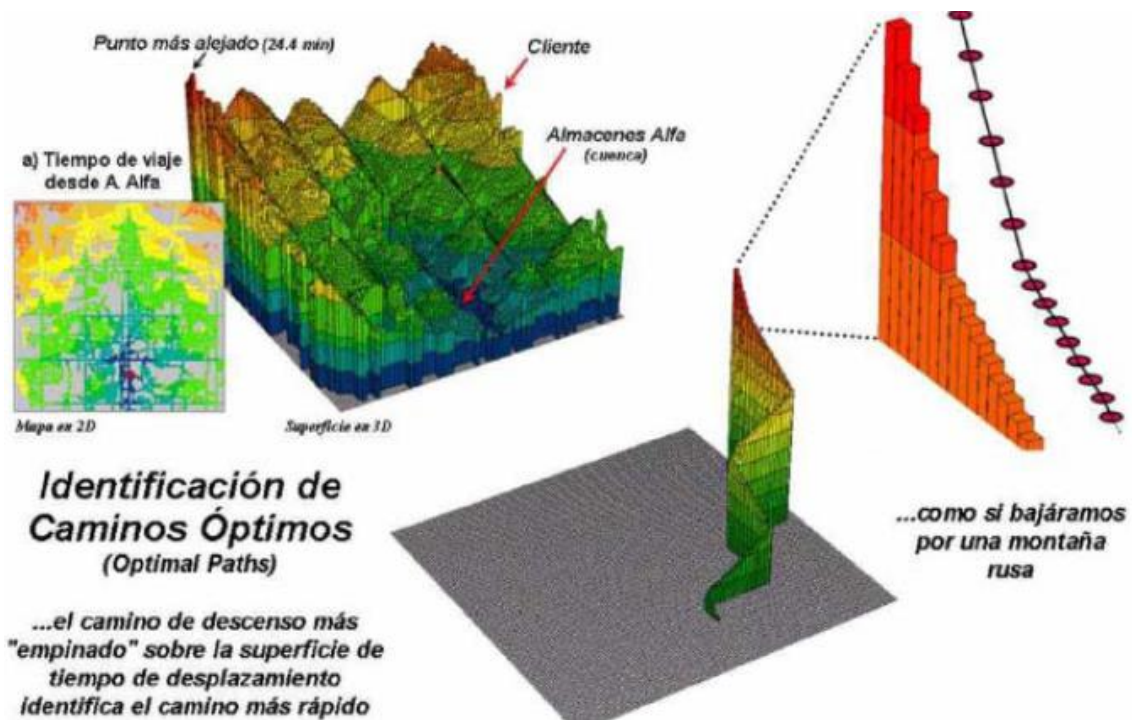 Punto más alejado (24.4 min)
Cliente
Almacenes Alfa
(cuenca)
a) Tiempo de viaje
desde A. Alfa
Mapa en 2D
Superficie en 3D
Identificación de
Caminos Óptimos
(Optimal Paths)
...el camino de descenso más
"empinado" sobre la superficie de
tiempo de desplazamiento
identifica el camino más rápido
...como si bajáramos
por una montaña
rusa